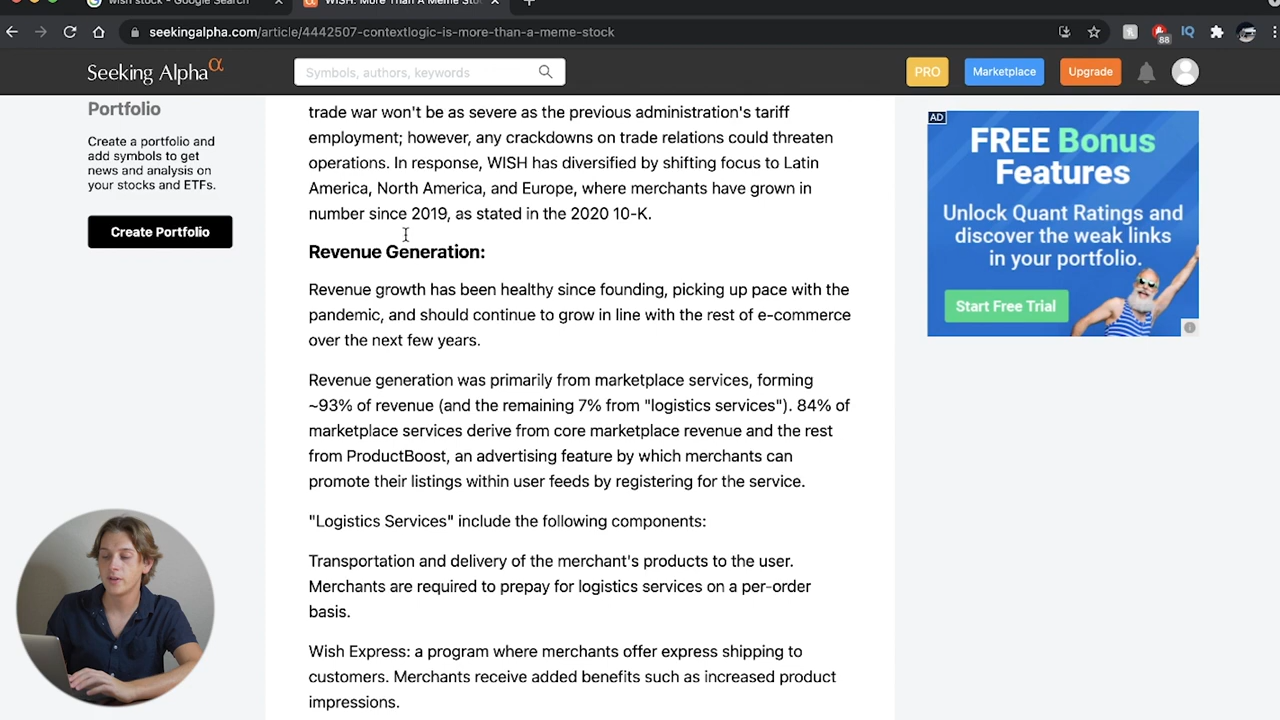 wish stock - Google Search
WISH: More Than A Meme Sto
seekingalpha.com/article/4442507-contextlogic-is-more-than-a-meme-stock
88
IQ
Seeking Alpha α
Symbols, authors, keywords
PRO
Marketplace
Upgrade
Portfolio
Create a portfolio and
add symbols to get
news and analysis on
your stocks and ETFs.
Create Portfolio
trade war won't be as severe as the previous administration's tariff
employment; however, any crackdowns on trade relations could threaten
operations. In response, WISH has diversified by shifting focus to Latin
America, North America, and Europe, where merchants have grown in
number since 2019, as stated in the 2020 10-K.
Revenue Generation:
Revenue growth has been healthy since founding, picking up pace with the
pandemic, and should continue to grow in line with the rest of e-commerce
over the next few years.
Revenue generation was primarily from marketplace services, forming
~93% of revenue (and the remaining 7% from "logistics services"). 84% of
marketplace services derive from core marketplace revenue and the rest
from ProductBoost, an advertising feature by which merchants can
promote their listings within user feeds by registering for the service.
"Logistics Services" include the following components:
Transportation and delivery of the merchant's products to the user.
Merchants are required to prepay for logistics services on a per-order
basis.
Wish Express: a program where merchants offer express shipping to
customers. Merchants receive added benefits such as increased product
impressions.
AD
FREE Bonus
Features
Unlock Quant Ratings and
discover the weak links
in your portfolio.
Start Free Trial